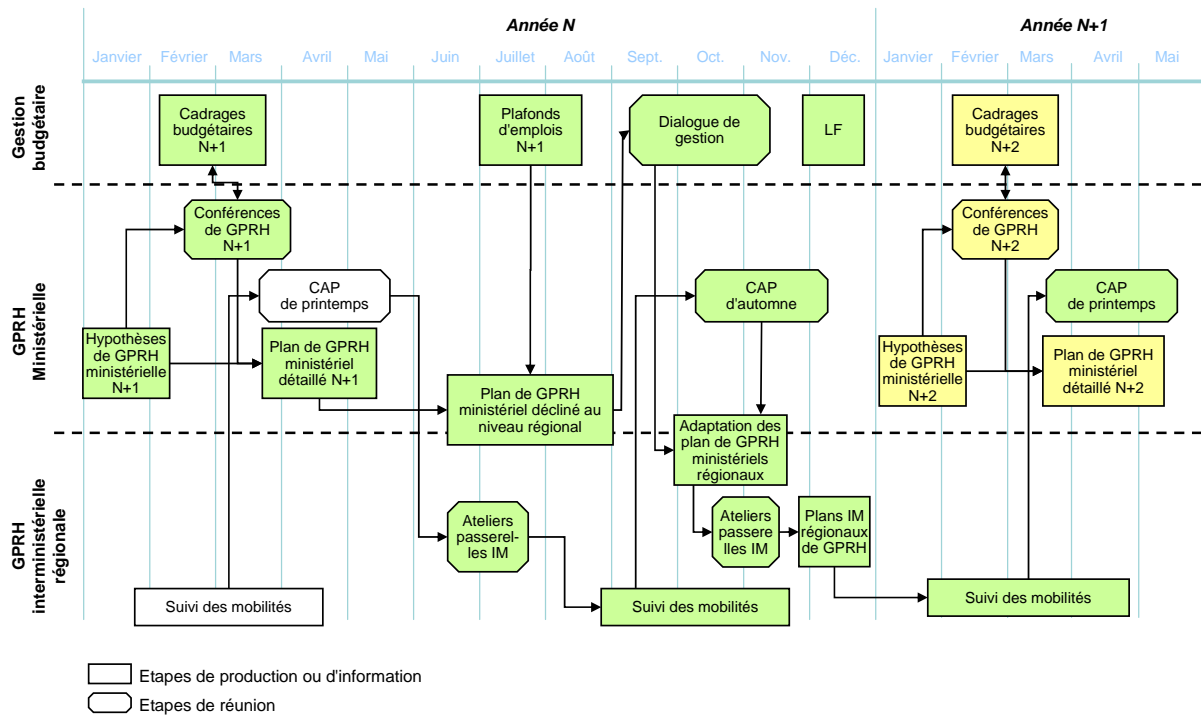 Année N
Année N+1
Janvier
Février
Mars
Avril
Mai
Juin
Juillet
Août
Sept.
Oct.
Nov.
Déc.
Janvier
Février
Mars
Avril
Mai
Gestion
budgétaire
Cadrages
budgétaires
N+1
Plafonds
d'emplois
N+1
Dialogue de
gestion
LF
Cadrages
budgétaires
N+2
GPRH
Ministérielle
Conférences
de GPRH
N+1
Conférences
de GPRH
N+2
CAP
de printemps
CAP
d'automne
CAP
de printemps
Hypothèses
de GPRH
ministérielle
N+1
Plan de GPRH
ministériel
détaillé N+1
Plan de GPRH
ministériel décliné au
niveau régional
Hypothèses
de GPRH
ministérielle
N+2
Plan de GPRH
ministériel
détaillé N+2
Adaptation des
plan de GPRH
ministériels
régionaux
GPRH
interministérielle
régionale
Ateliers
passerel-
les IM
Ateliers
passere
lles IM
Plans IM
régionaux
de GPRH
Suivi des mobilités
Suivi des mobilités
Suivi des mobilités
Etapes de production ou d'information
Etapes de réunion